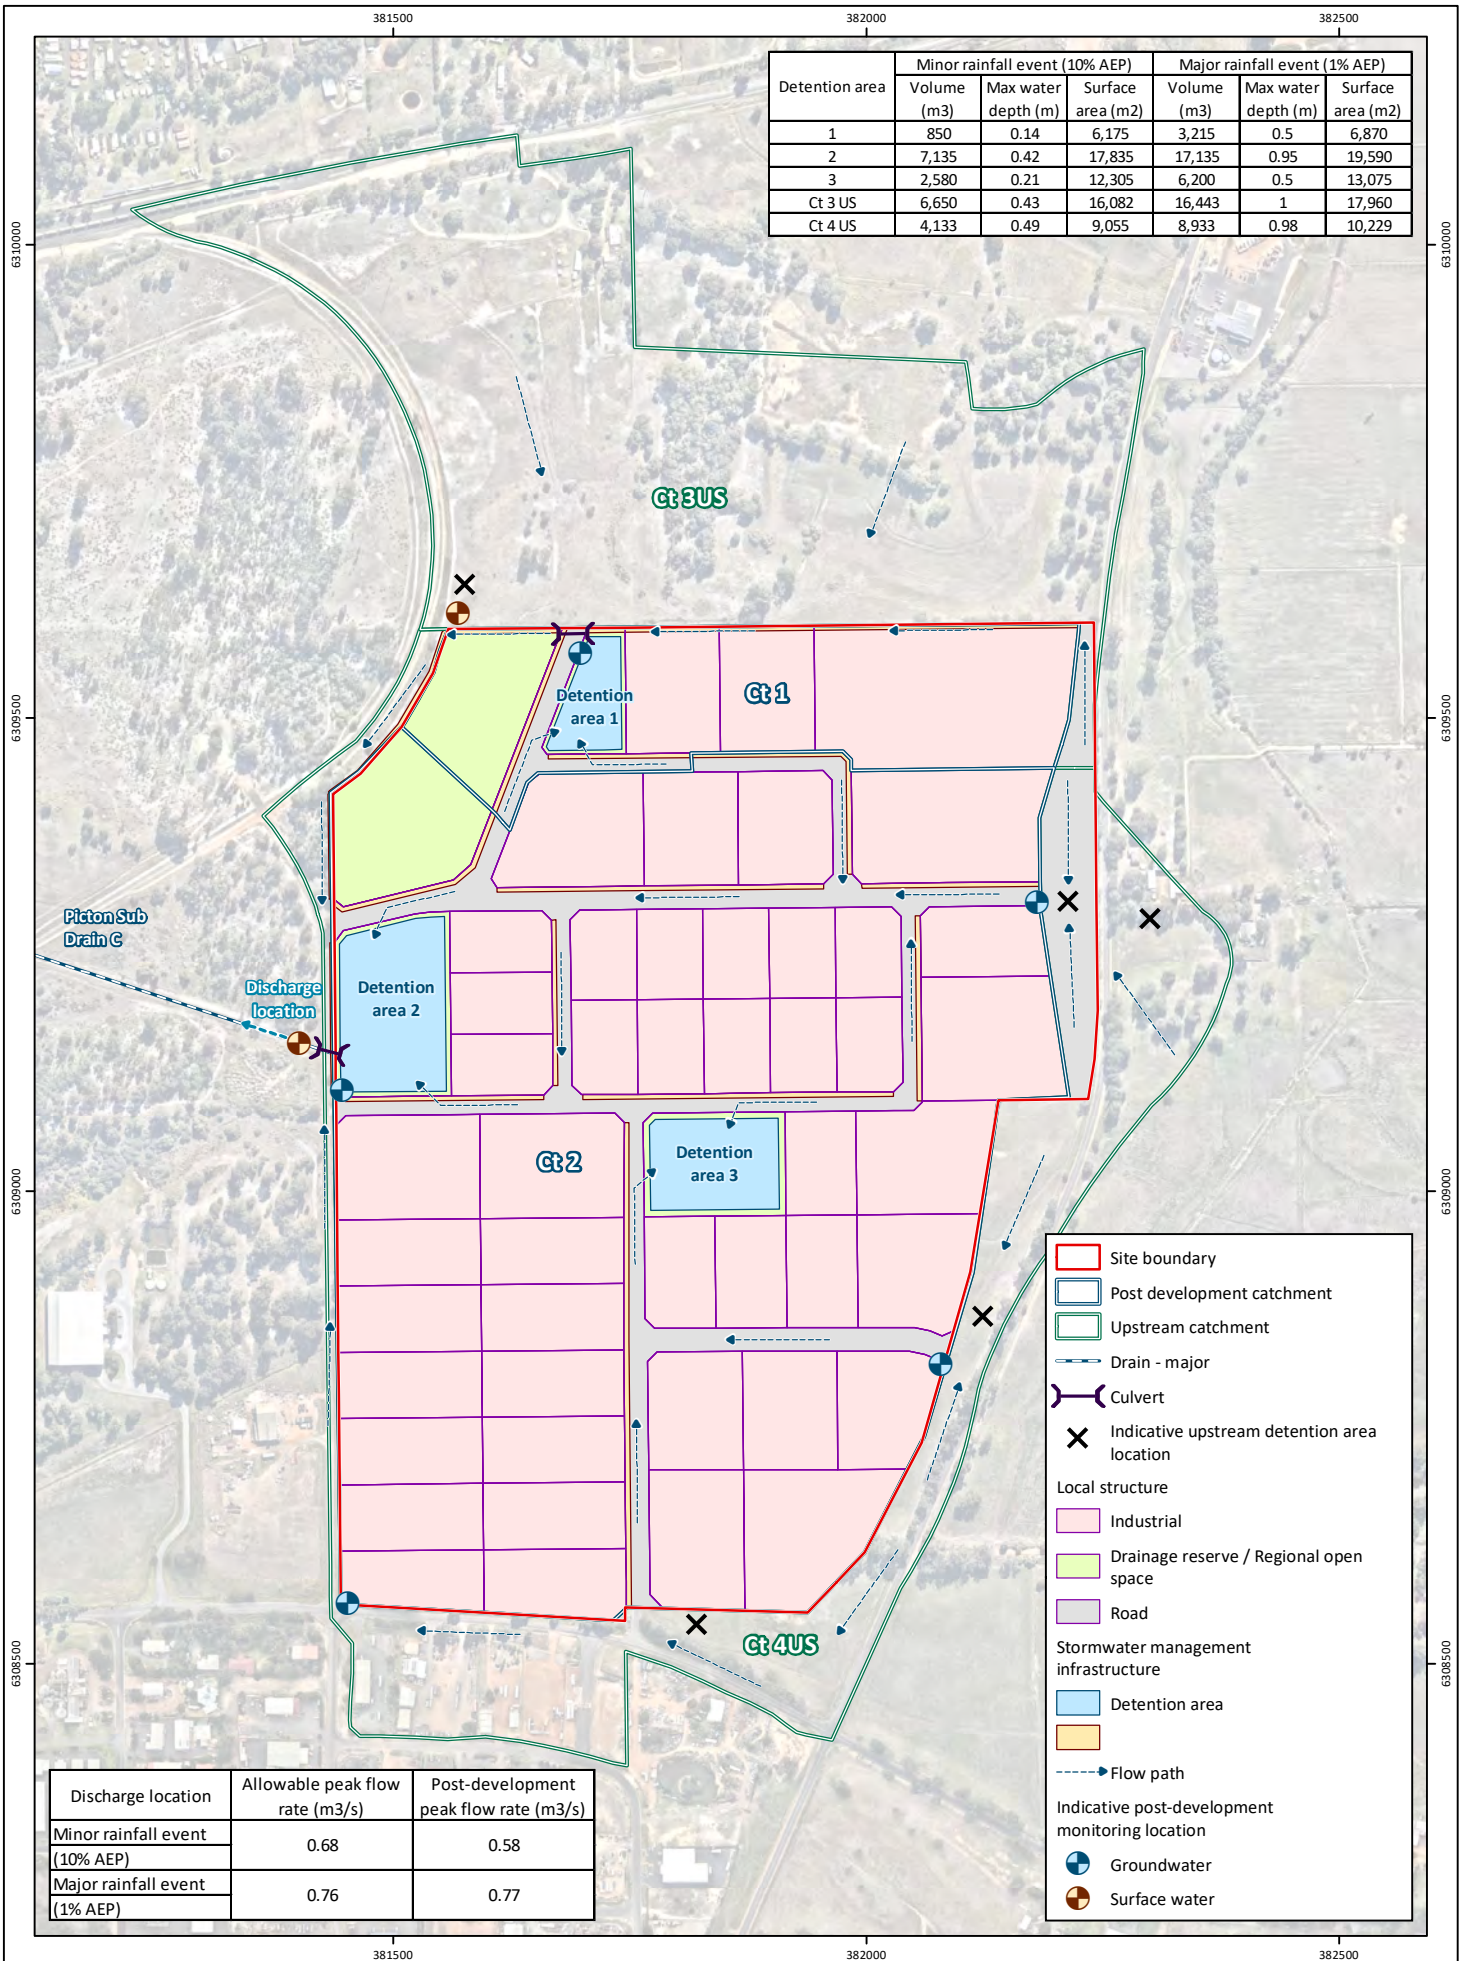 381500 382000 382500
Detention area Minor rainfall event (10% AEP) Major rainfall event (1% AEP)
Volume (m3) Max water depth (m) Surface area (m2) Volume (m3) Max water depth (m) Surface area (m2)
1 850 0.14 6,175 3,215 0.5 6,870
2 7,135 0.42 17,835 17,135 0.95 19,590
3 2,580 0.21 12,305 6,200 0.5 13,075
Ct 3 US 6,650 0.43 16,082 16,443 1 17,960
Ct 4 US 4,133 0.49 9,055 8,933 0.98 10,229
6310000 6310000
Ct 3US
Ct 1
Detention
area 1
6309500 6309500
Picton Sub
Drain C
Discharge
location
Detention
area 2
Ct 2
Detention
area 3
6309000 6309000
Ct 4US
6308500 6308500
Site boundary
Post development catchment
Upstream catchment
Drain - major
Culvert
Indicative upstream detention area
location
Local structure
Industrial
Drainage reserve / Regional open
space
Road
Stormwater management
infrastructure
Detention area
Flow path
Indicative post-development
monitoring location
Groundwater
Surface water
Discharge location Allowable peak flow rate (m3/s) Post-development peak flow rate (m3/s)
Minor rainfall event
(10% AEP) 0.68 0.58
Major rainfall event
(1% AEP) 0.76 0.77
381500 382000 382500